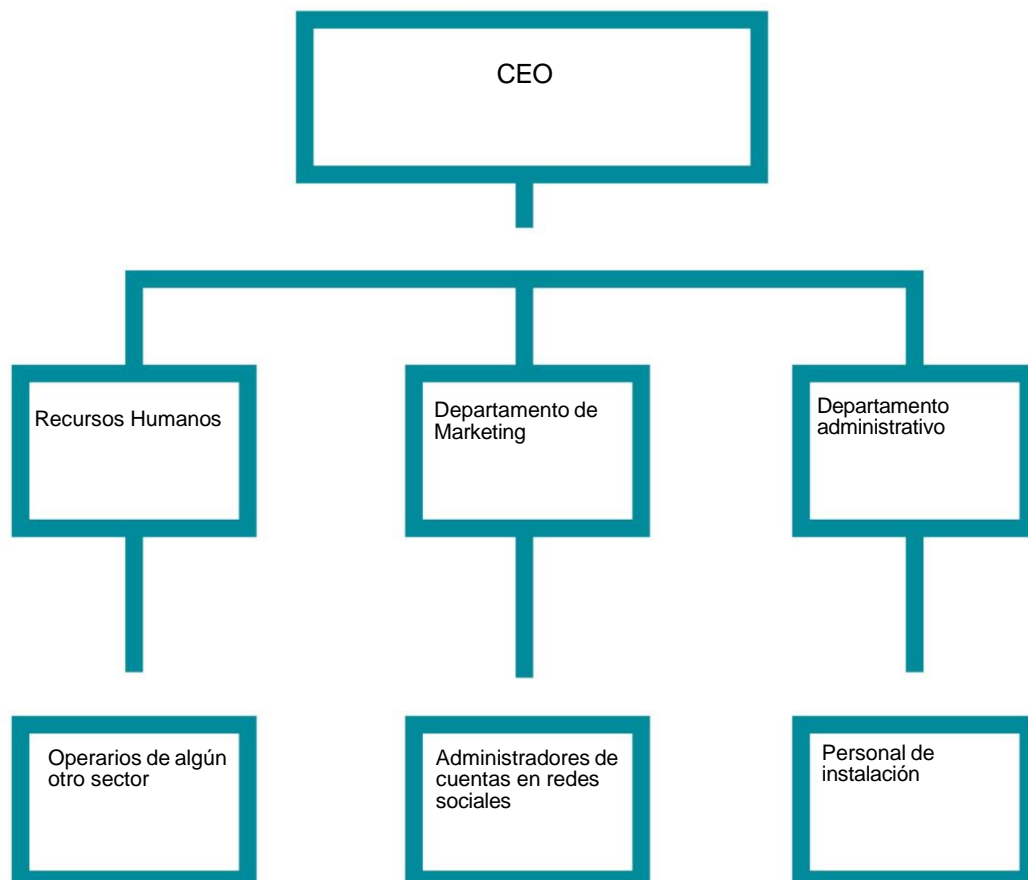 CEO
Recursos Humanos
Departamento de
Marketing
Departamento
administrativo
Operarios de algún
otro sector
Administradores de
cuentas en redes
sociales
Personal de
instalación